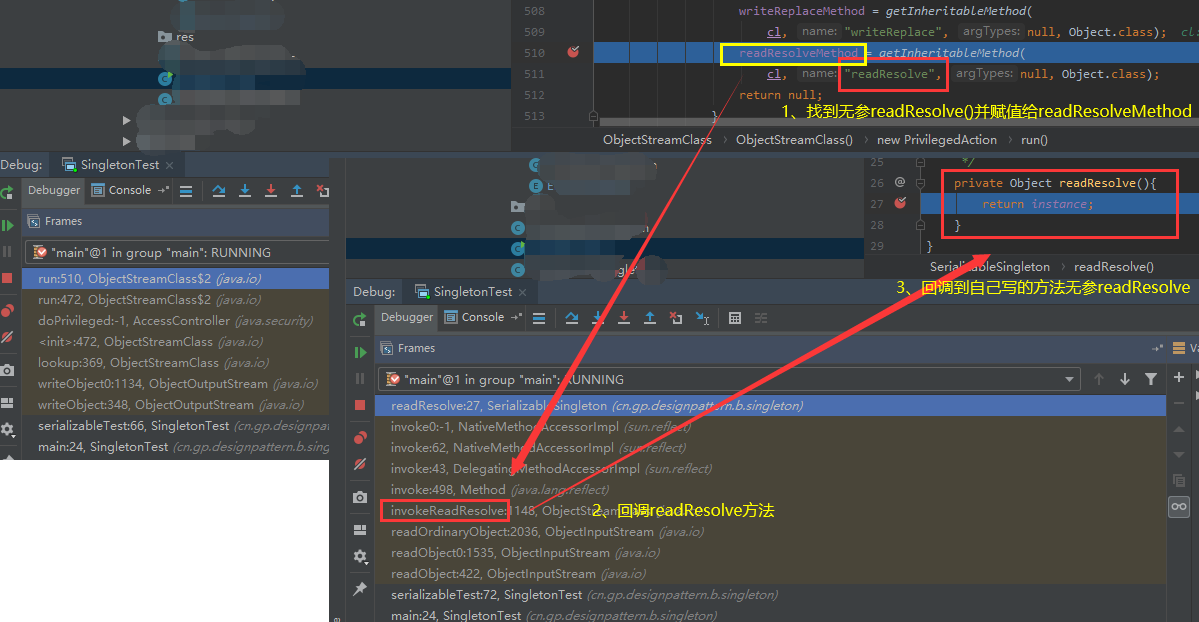 res
508 writeReplaceMethod = getInheritableMethod(
509 cl, name: "writeReplace", argTypes: null, Object.class); cl:
510 readResolveMethod = getInheritableMethod(
511 cl, name: "readResolve", argTypes: null, Object.class);
512 return null;
513 }
1、找到无参readResolve()并赋值给readResolveMethod
ObjectStreamClass › ObjectStreamClass() › new PrivilegedAction › run()
Debug: SingletonTest ×
Debugger Console
Frames
"main"@1 in group "main": RUNNING
run:510, ObjectStreamClass$2 (java.io)
run:472, ObjectStreamClass$2 (java.io)
doPrivileged:-1, AccessController (java.security)
<init>:472, ObjectStreamClass (java.io)
lookup:369, ObjectStreamClass (java.io)
writeObject0:1134, ObjectOutputStream (java.io)
writeObject:348, ObjectOutputStream (java.io)
serializableTest:66, SingletonTest (cn.gp.designpat
main:24, SingletonTest (cn.gp.designpattern.b.sing
25 */
26 @ private Object readResolve(){
27 return instance;
28 }
29 }
SerializableSingleton › readResolve()
3、回调到自己写的方法无参readResolve
Debug: SingletonTest ×
Debugger Console
Frames
"main"@1 in group "main": RUNNING
readResolve:27, SerializableSingleton (cn.gp.designpattern.b.singleton)
invoke0:-1, NativeMethodAccessorImpl (sun.reflect)
invoke:62, NativeMethodAccessorImpl (sun.reflect)
invoke:43, DelegatingMethodAccessorImpl (sun.reflect)
invoke:498, Method (java.lang.reflect)
invokeReadResolve:1148, ObjectStream
2、回调readResolve方法
readOrdinaryObject:2036, ObjectInputStream (java.io)
readObject0:1535, ObjectInputStream (java.io)
readObject:422, ObjectInputStream (java.io)
serializableTest:72, SingletonTest (cn.gp.designpattern.b.singleton)
main:24, SingletonTest (cn.gp.designpattern.b.singleton)